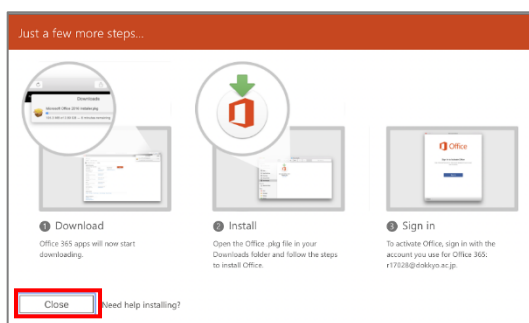 Just a few more steps...
Downloads
Office
1 Download
Office 365 apps will now start
downloading.
2 Install
Open the Office .pkg file in your
Downloads folder and follow the steps
to install Office.
3 Sign in
To activate Office, sign in with the
account you use for Office 365:
r17028@dokkyo.ac.jp.
Close
Need help installing?